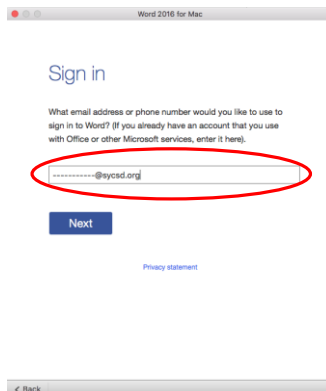 Word 2016 for Mac
Sign in
What email address or phone number would you like to use to
sign in to Word? (If you already have an account that you use
with Office or other Microsoft services, enter it here).
-----------@sycsd.org
Next
Privacy statement
< Back